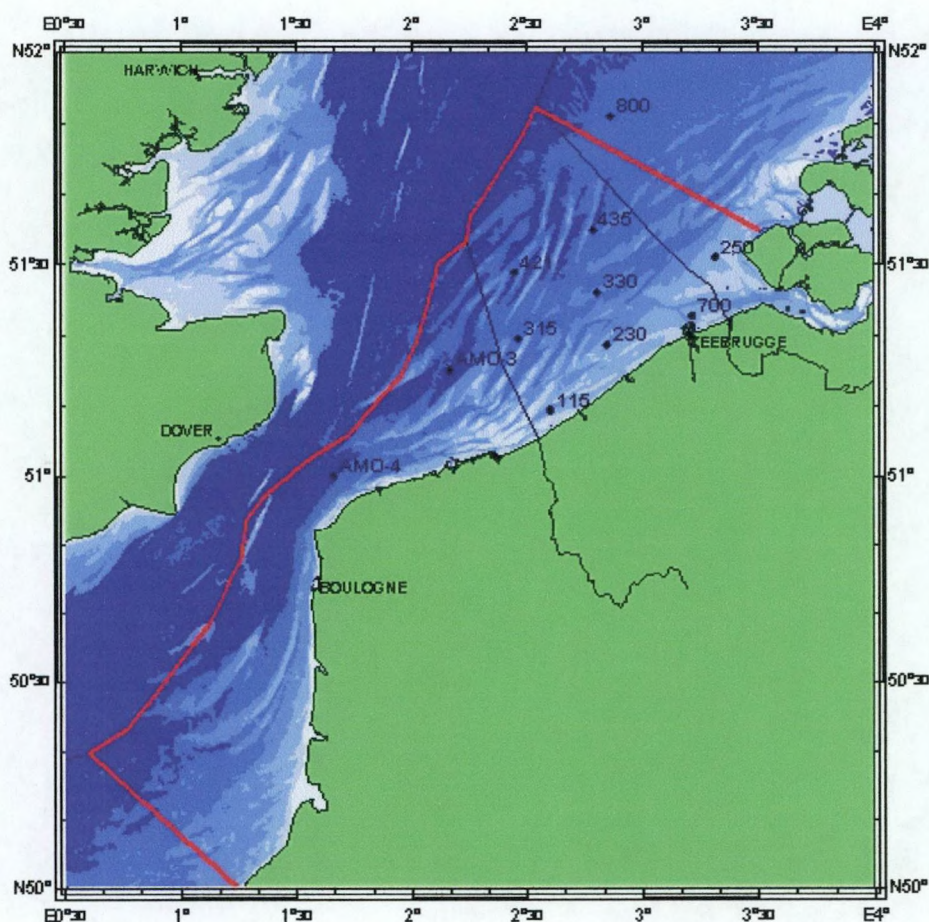 E0°30 1° 1°30 2° 2°30 3° 3°30 E4°
N52° N52°
HARWICH
800
435
51°30 421 250 51°30
330
700
315 230 ZEEBRUGGE
AMO-3
115
DOVER
51° AMO-4 51°
BOULOGNE
50°30 50°30
N50° N50°
E0°30 1° 1°30 2° 2°30 3° 3°30 E4°